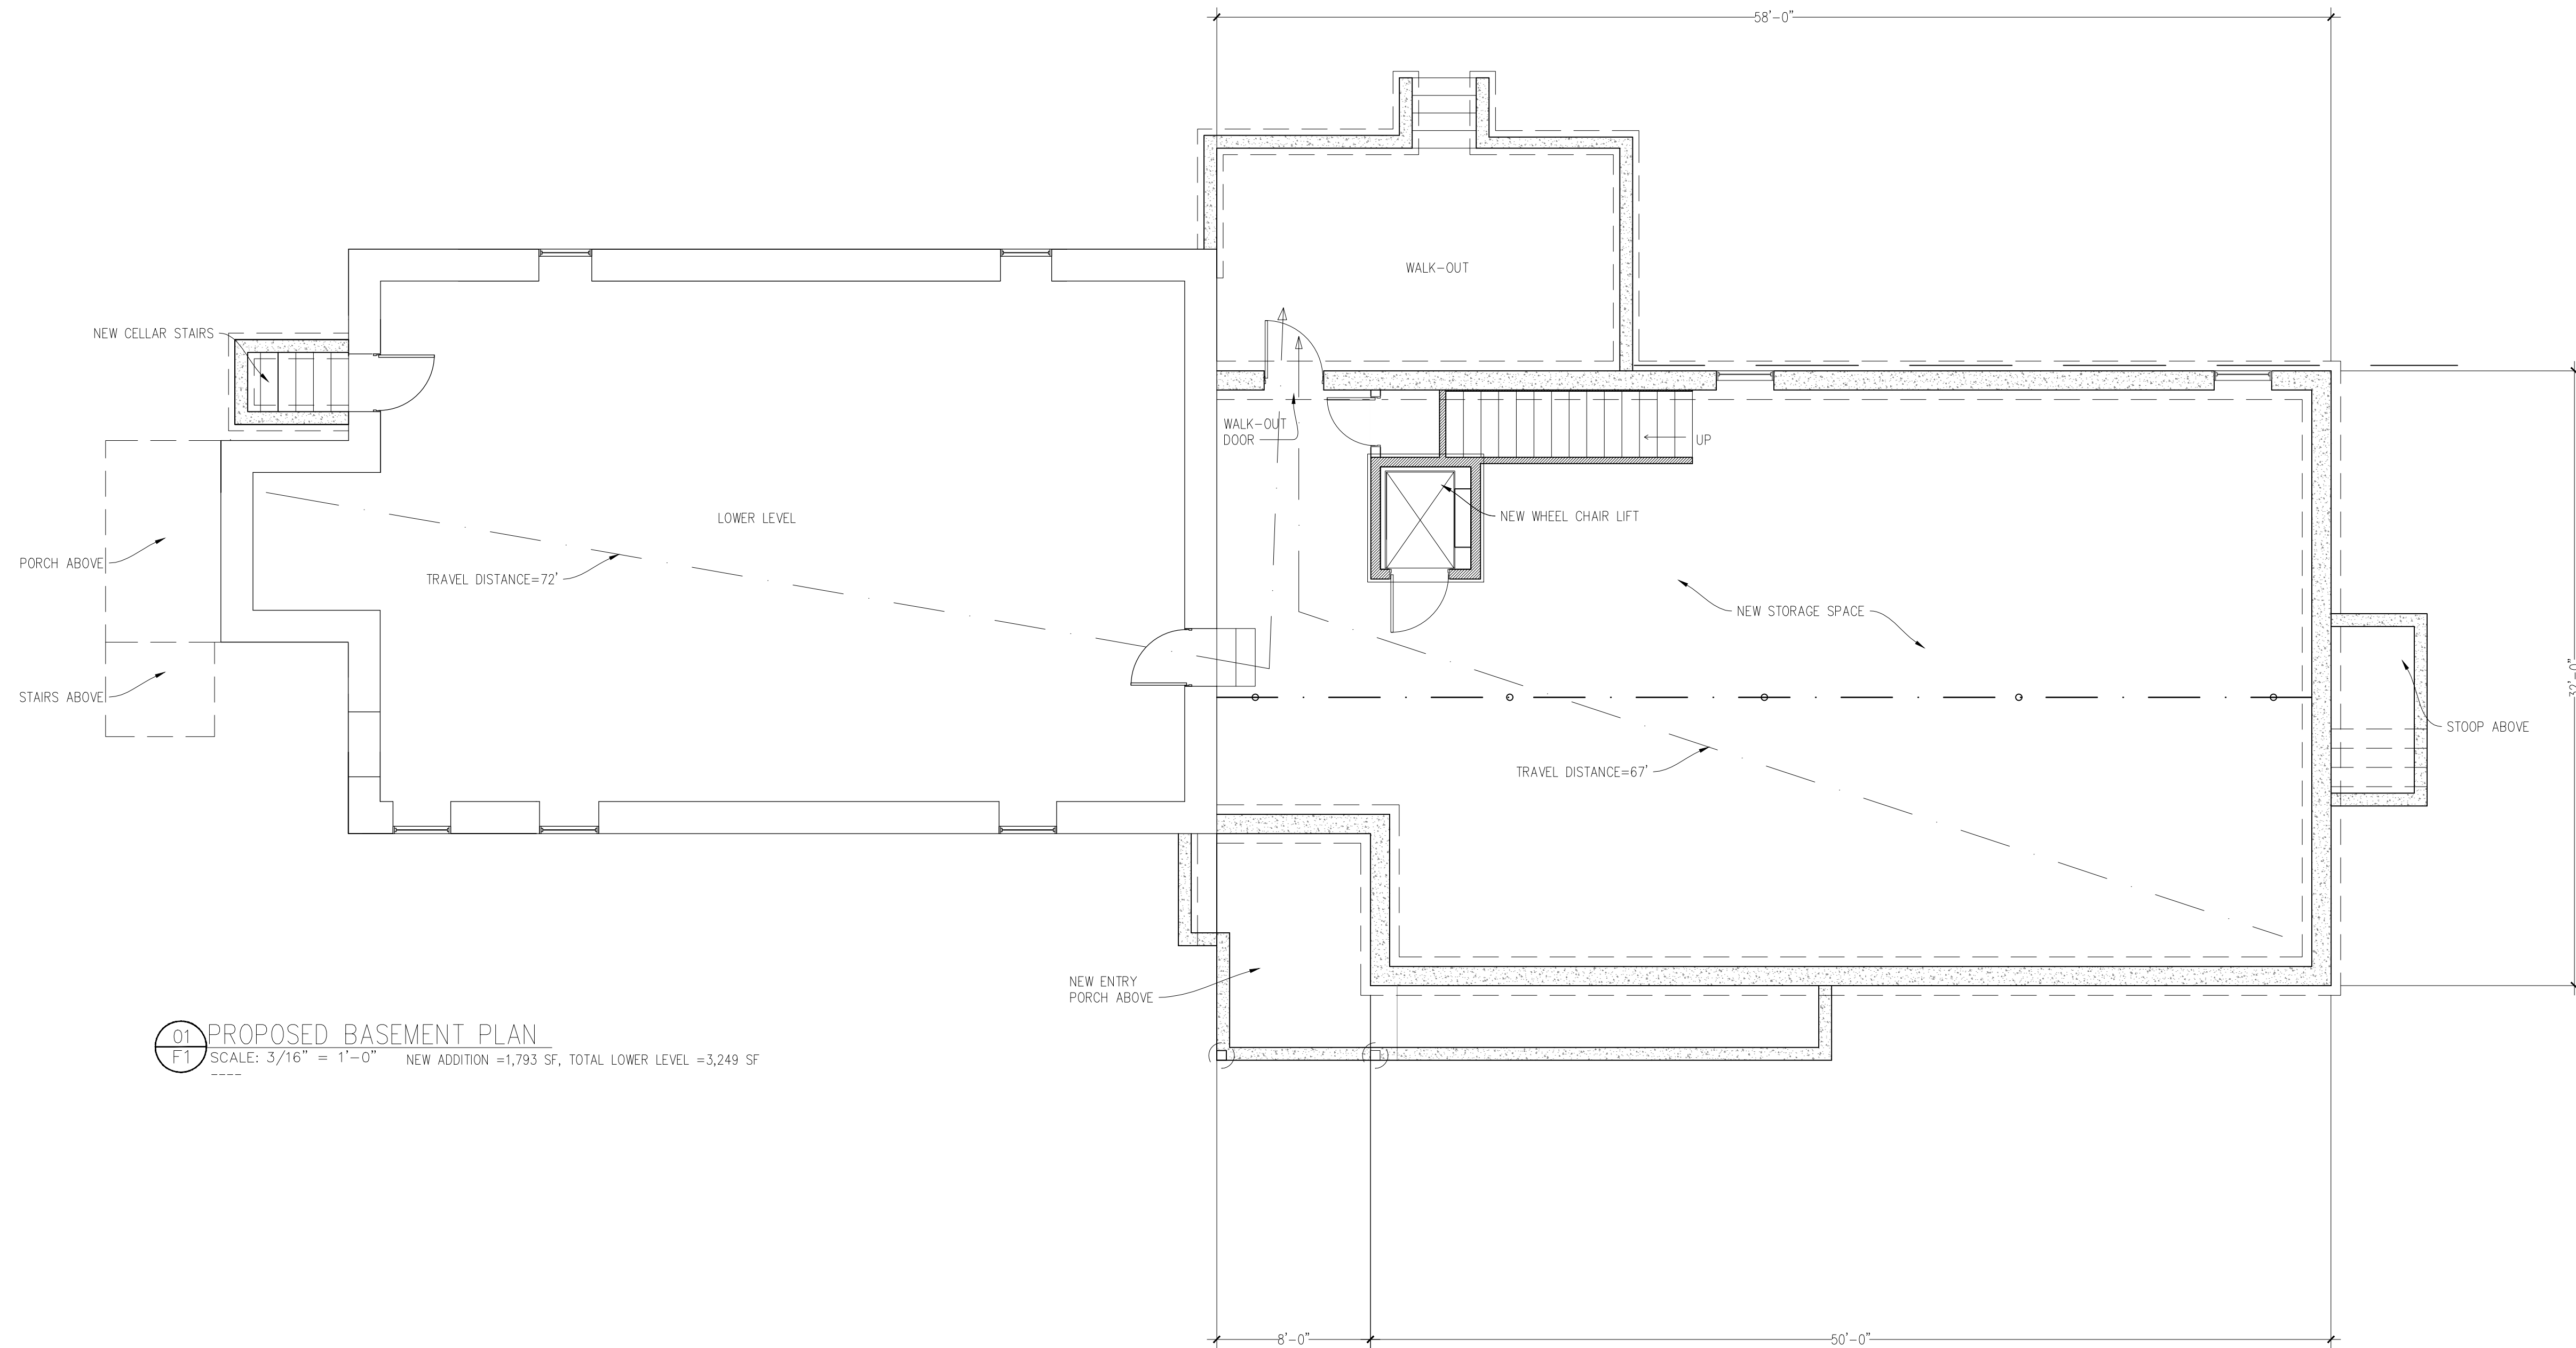 58'-0"
WALK-OUT
NEW CELLAR STAIRS
WALK-OUT
DOOR
UP
LOWER LEVEL
NEW WHEEL CHAIR LIFT
PORCH ABOVE
TRAVEL DISTANCE=72'
NEW STORAGE SPACE
32'-0"
STAIRS ABOVE
STOOP ABOVE
TRAVEL DISTANCE=67'
NEW ENTRY
PORCH ABOVE
01
F1
PROPOSED BASEMENT PLAN
SCALE: 3/16" = 1'-0"
NEW ADDITION =1,793 SF, TOTAL LOWER LEVEL =3,249 SF
----
8'-0"
50'-0"